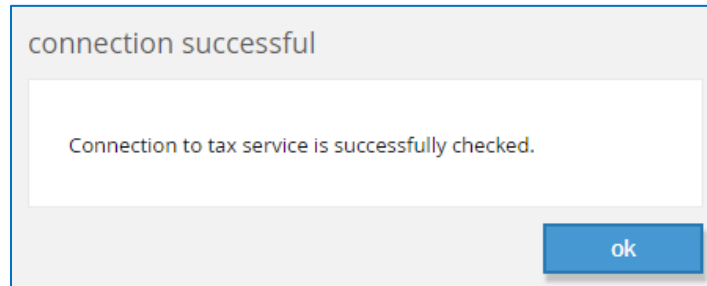 connection successful
Connection to tax service is successfully checked.
ok